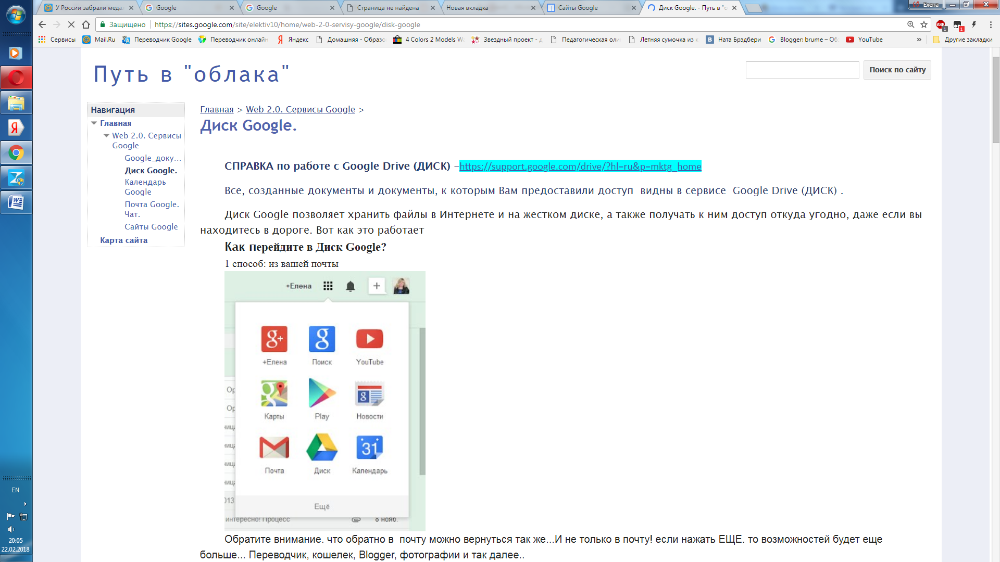 У России забрали меда
Google
Google
Страница не найдена
Новая вкладка
Сайты Google
Диск Google. - Путь в "о
Елена
Защищено
https://sites.google.com/site/elektiv10/home/web-2-0-servisy-google/disk-google
Сервисы
Mail.Ru
Переводчик Google
Переводчик онлайн
Яндекс
Домашняя - Образо
4 Colors 2 Models W
Звездный проект - д
Педагогическая оли
Летняя сумочка из к
Ната Брэдбери
Blogger: brume – Об
YouTube
»
Другие закладки
Путь в "облака"
Поиск по сайту
Навигация
Главная
Web 2.0. Сервисы
Google
Google_доку...
Диск Google.
Календарь
Google
Почта Google.
Чат.
Сайты Google
Карта сайта
Главная > Web 2.0. Сервисы Google >
Диск Google.
СПРАВКА по работе с Google Drive (ДИСК) –https://support.google.com/drive/?hl=ru&p=mktg_home
Все, созданные документы и документы, к которым Вам предоставили доступ видны в сервисе Google Drive (ДИСК) .
Диск Google позволяет хранить файлы в Интернете и на жестком диске, а также получать к ним доступ откуда угодно, даже если вы
находитесь в дороге. Вот как это работает
Как перейдите в Диск Google?
1 способ: из вашей почты
+Елена
+Елена
Поиск
YouTube
Карты
Play
Новости
31
Почта
Диск
Календарь
Ещё
интересно! Процесс
8 нояб.
Обратите внимание. что обратно в почту можно вернуться так же...И не только в почту! если нажать ЕЩЕ. то возможностей будет еще
больше... Переводчик, кошелек, Blogger, фотографии и так далее..
EN
20:05
22.02.2018